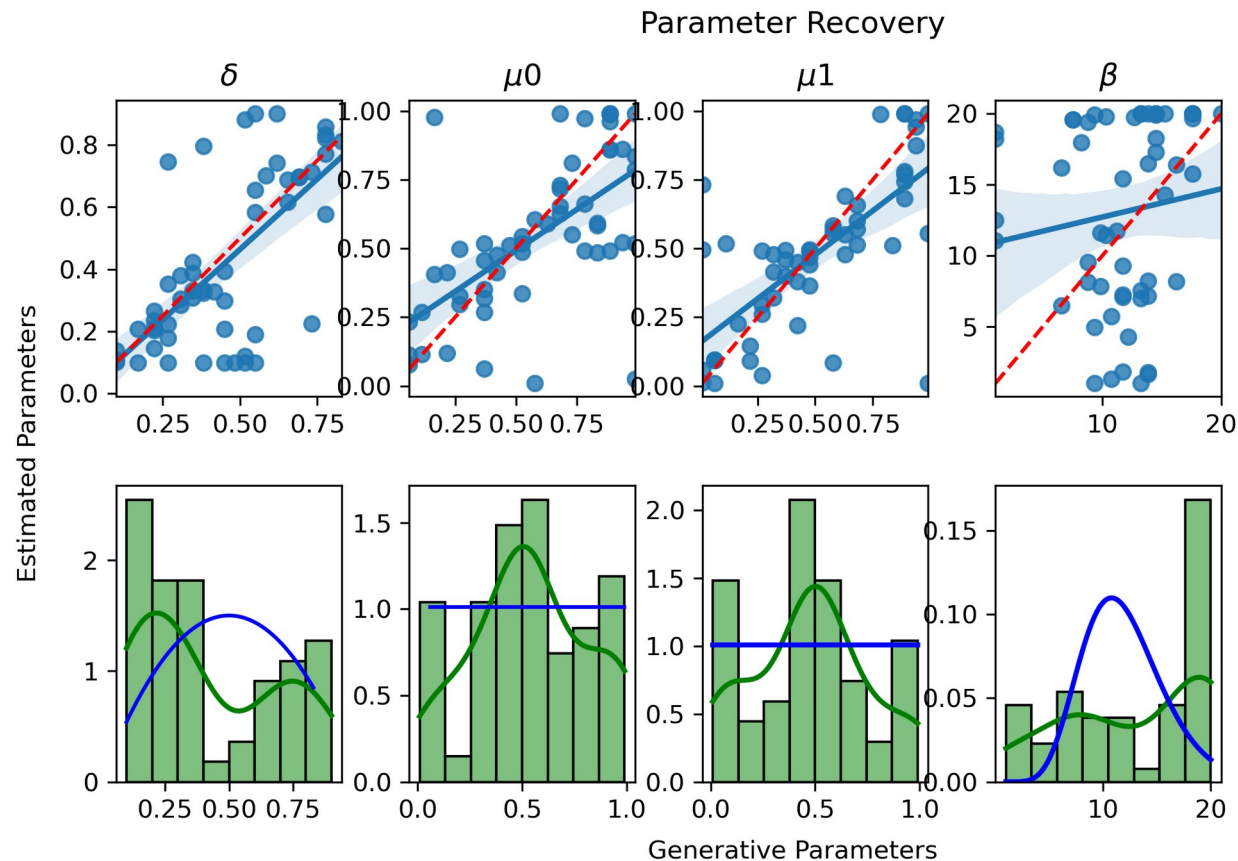 Parameter Recovery
δ μ0 μ1 β
0.8 1.00 1.00 20
0.6 0.75 0.75 15
0.4 0.50 0.50 10
0.2 0.25 0.25 5
0.0 0.00 0.00
0.25 0.50 0.75 0.25 0.50 0.75 0.25 0.50 0.75 10 20
Estimated Parameters
2 1.5 2.0 0.15
1 1.0 1.5 0.10
0.5 1.0 0.05
0.5
0 0.0 0.0 0.00
0.25 0.50 0.75 0.0 0.5 1.0 0.0 0.5 1.0 10 20
Generative Parameters